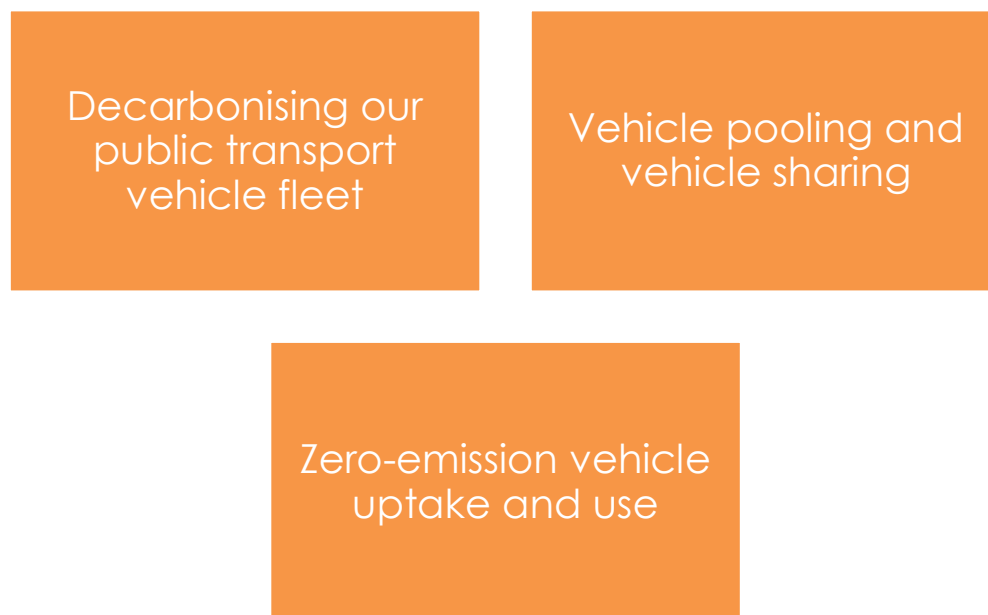 Decarbonising our
public transport
vehicle fleet
Vehicle pooling and
vehicle sharing
Zero-emission vehicle
uptake and use